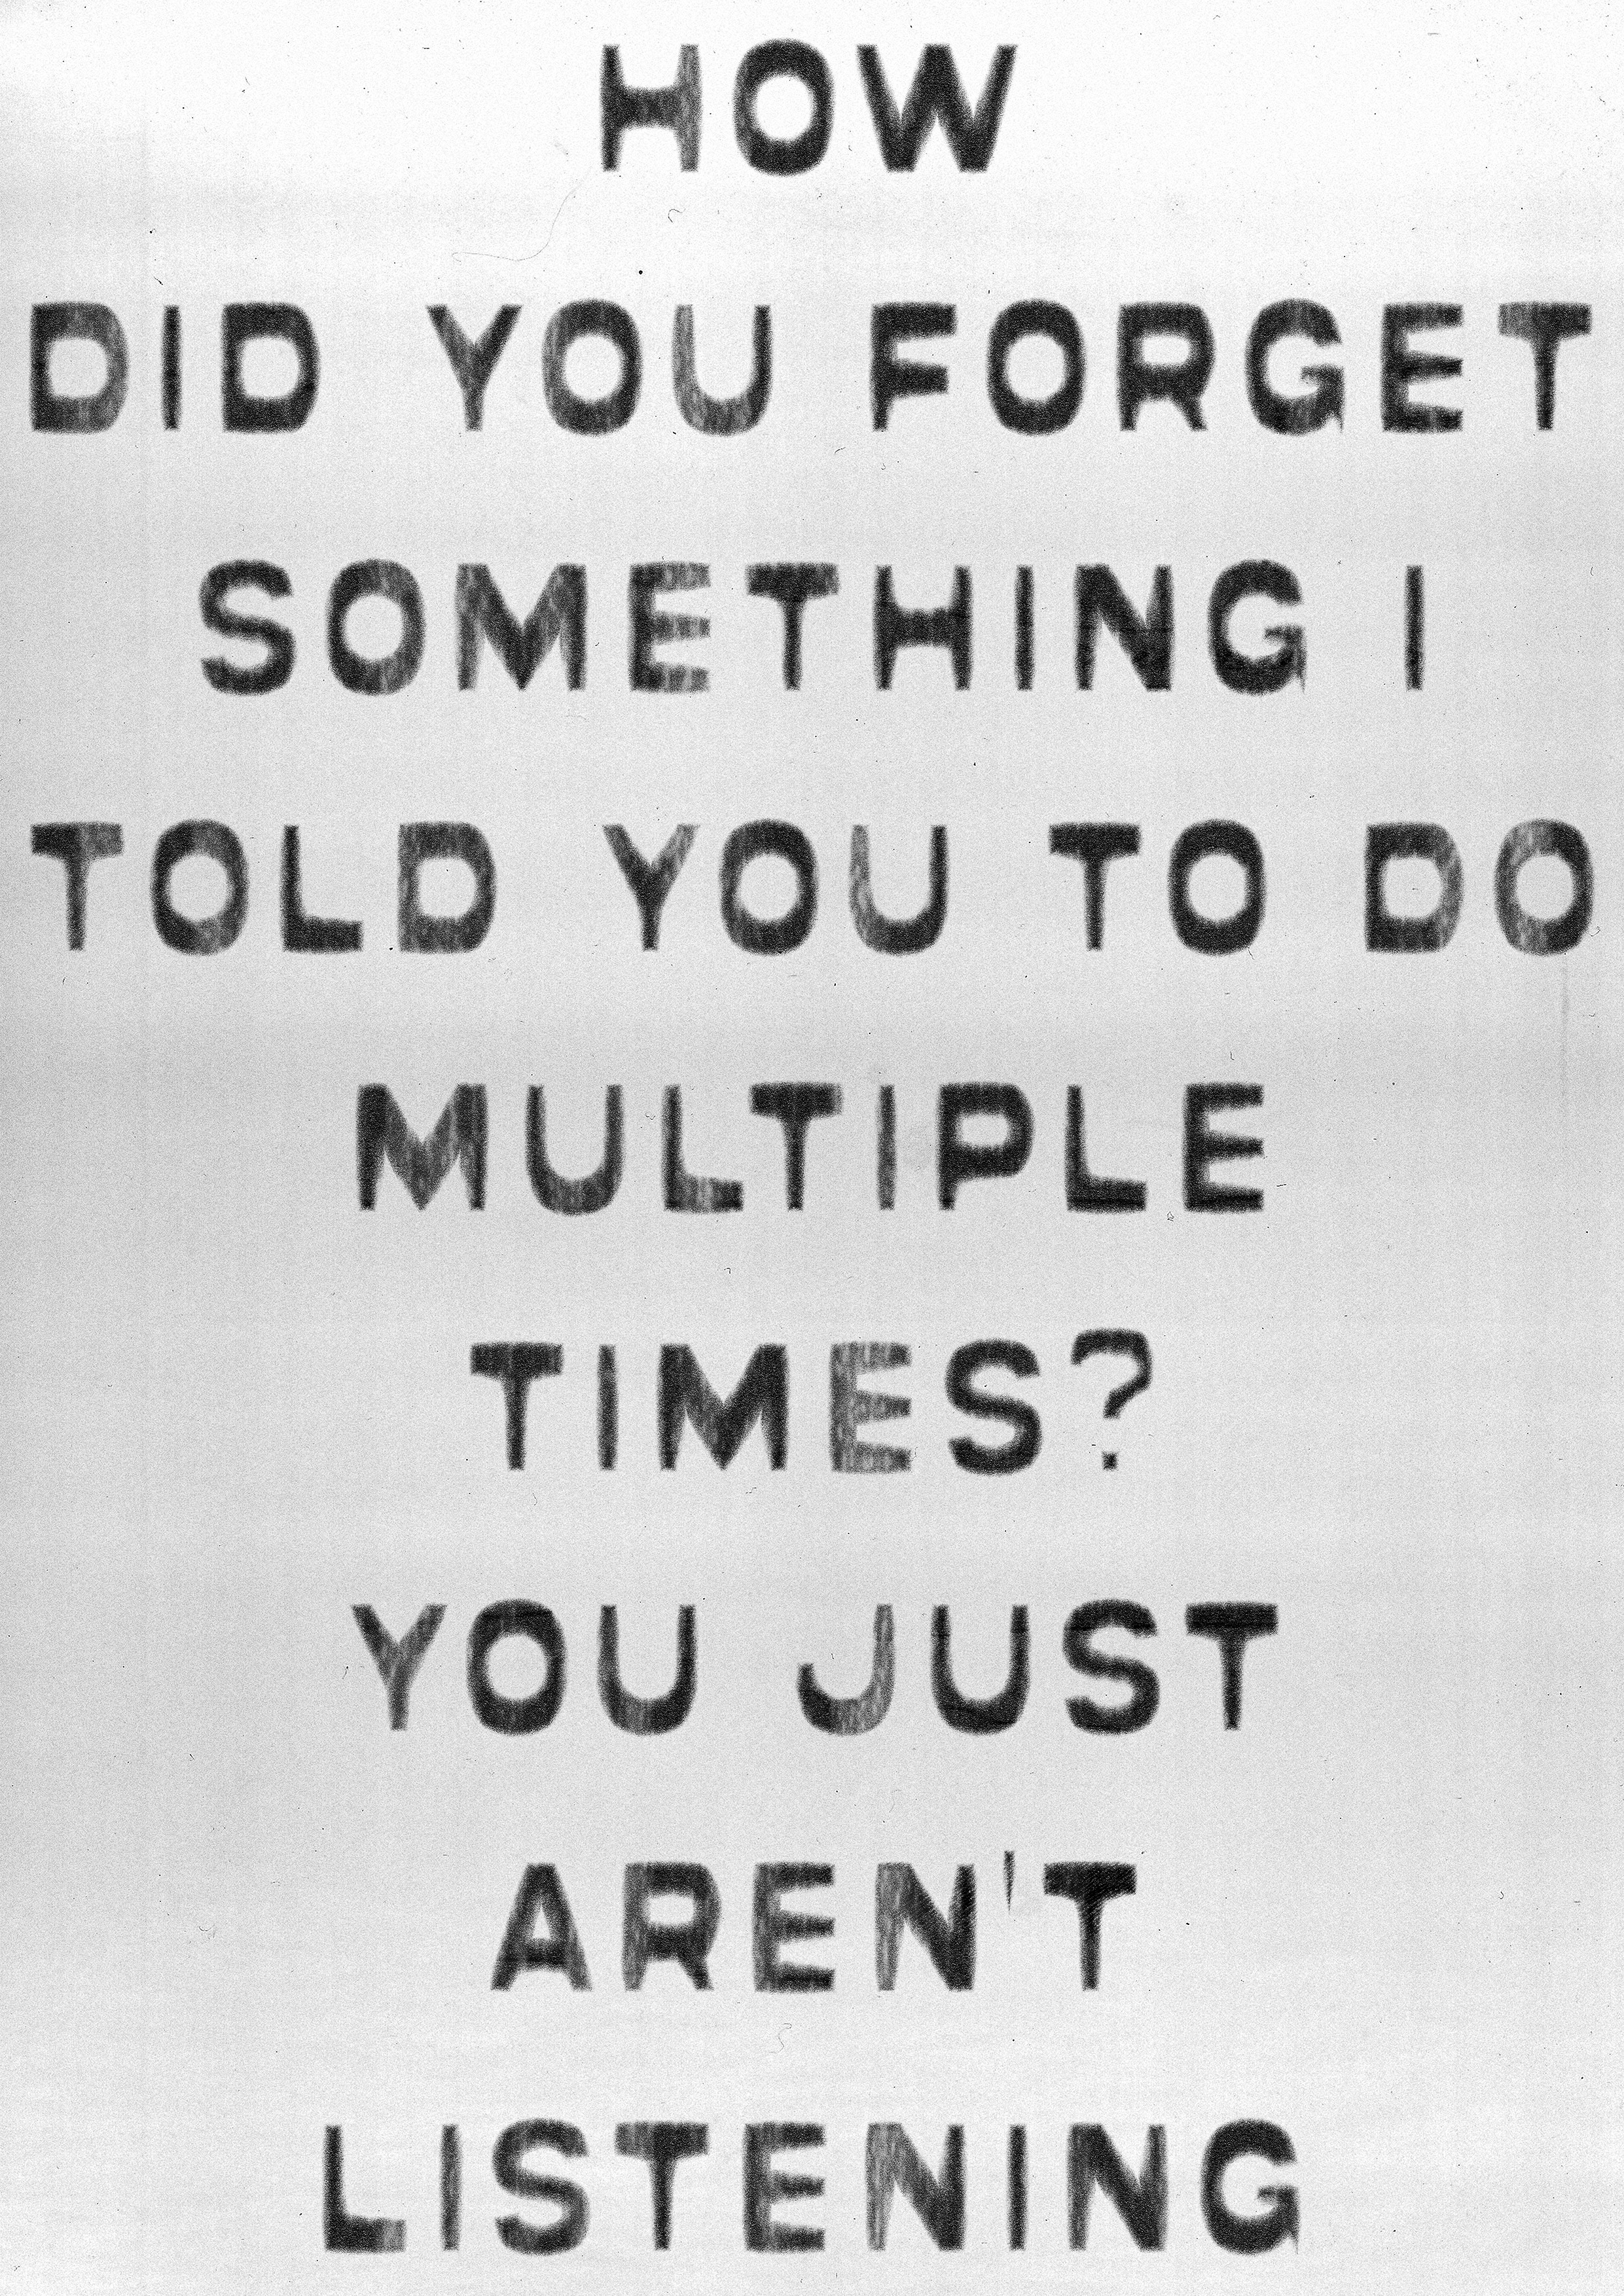 HOW
DID YOU FORGET
SOMETHING I
TOLD YOU TO DO
MULTIPLE
TIMES?
YOU JUST
AREN'T
LISTENING